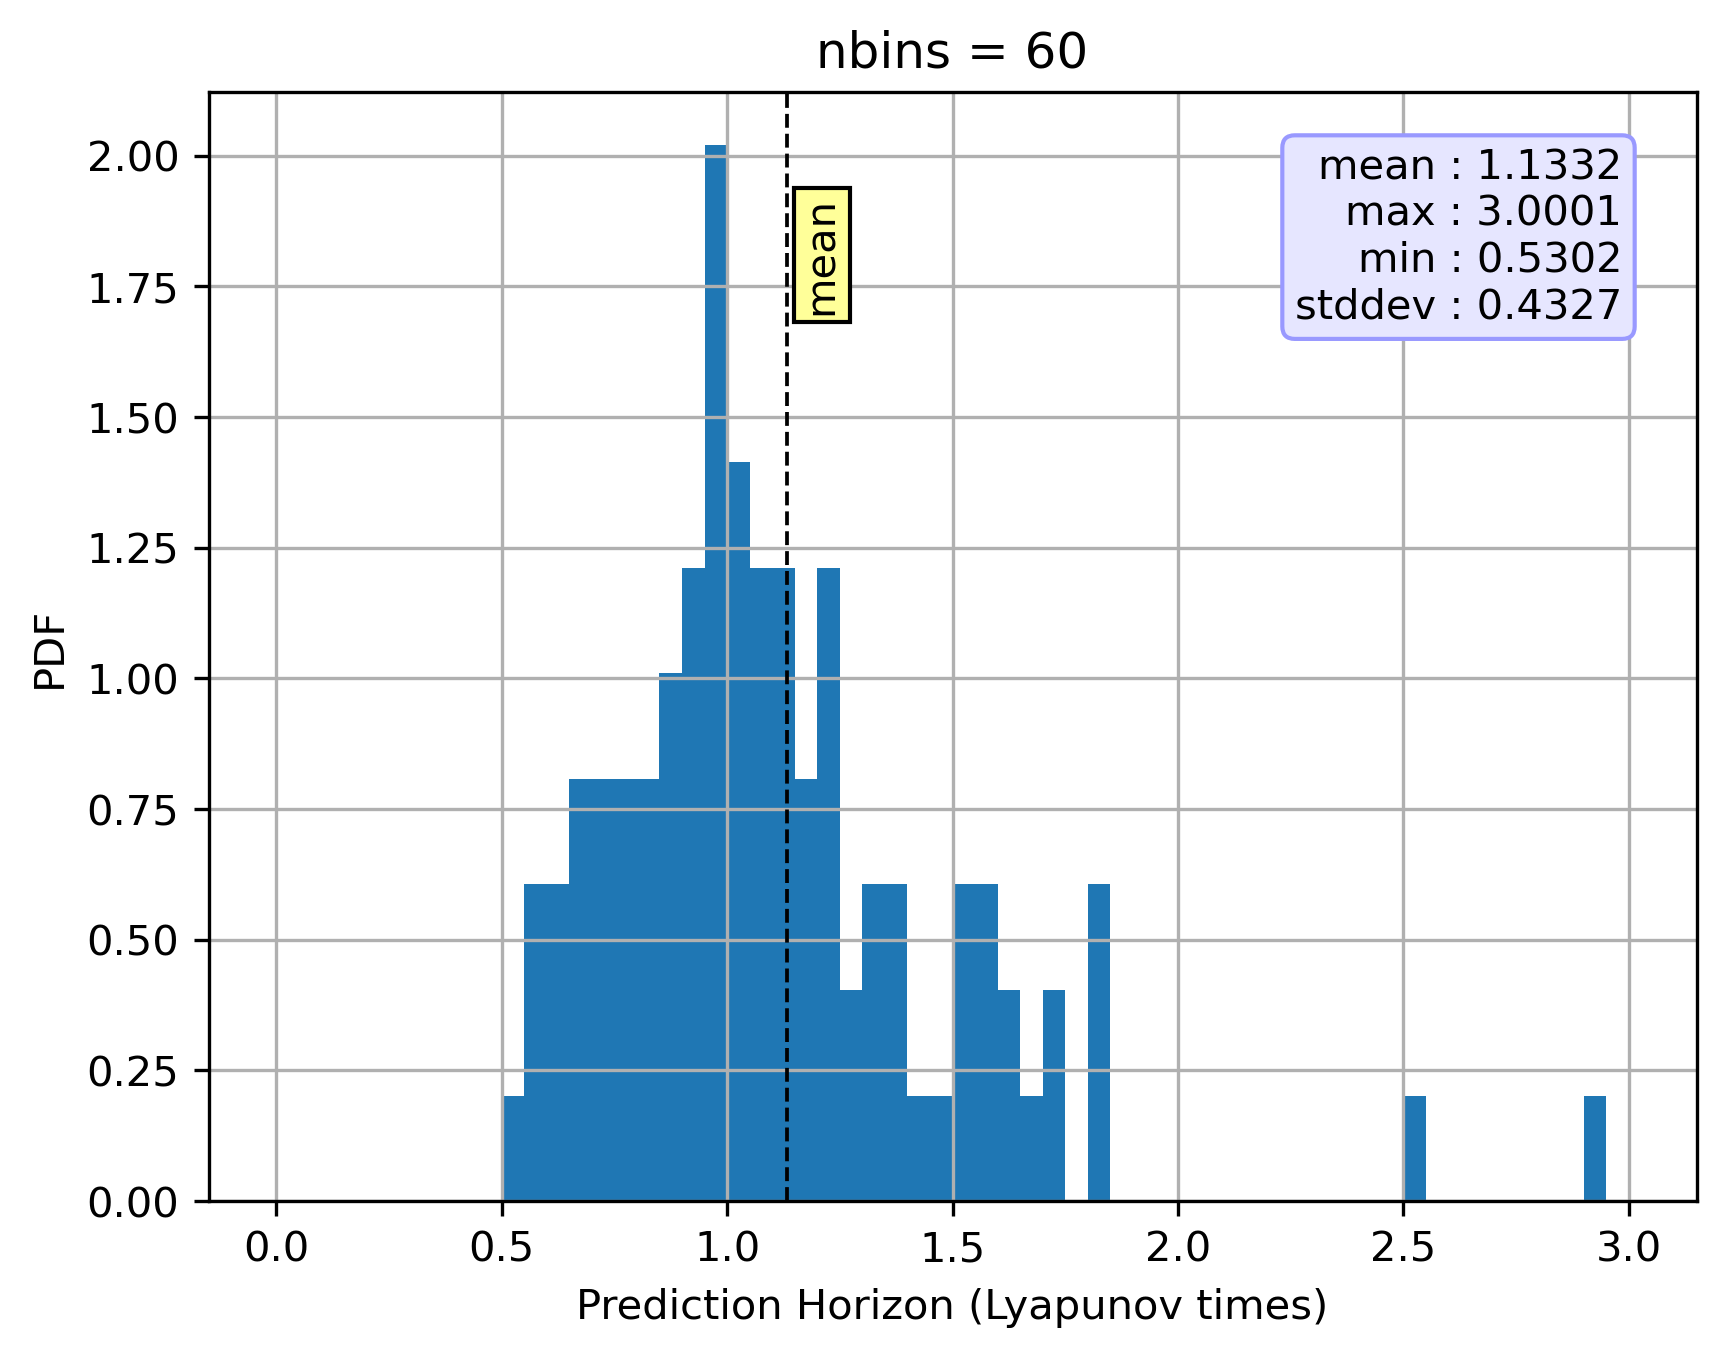 nbins = 60
2.00
1.75
1.50
1.25
1.00
0.75
0.50
0.25
0.00
PDF
mean
mean : 1.1332
max : 3.0001
min : 0.5302
stddev : 0.4327
0.0 0.5 1.0 1.5 2.0 2.5 3.0
Prediction Horizon (Lyapunov times)